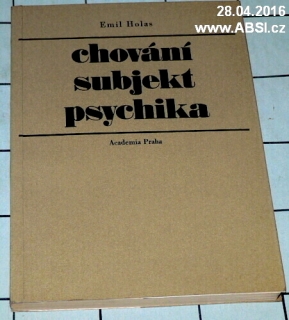 28.04.2016
www.ABSI.cz
Emil Holas
chování
subjekt
psychika
Academia Praha